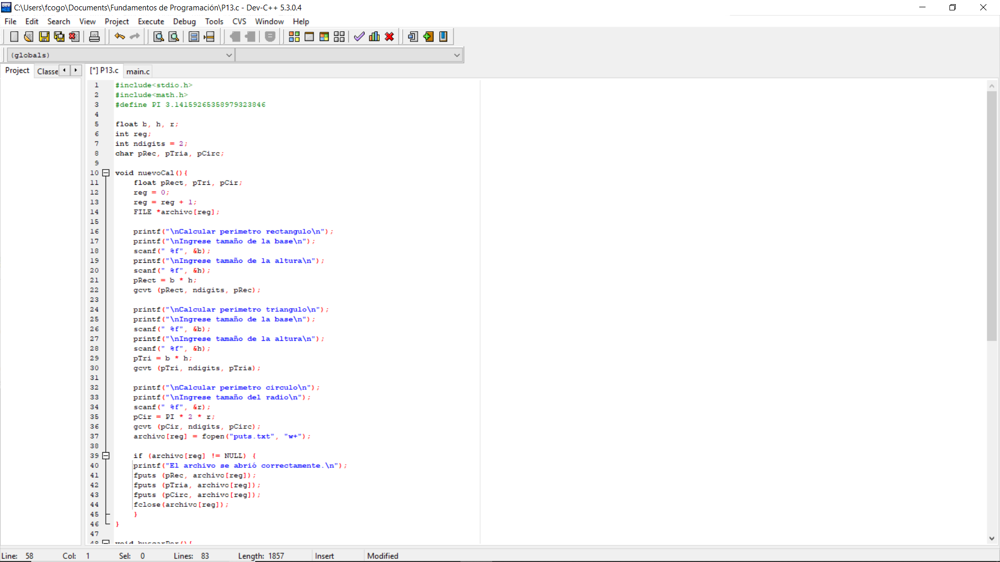 C:\Users\fcogo\Documents\Fundamentos de Programación\P13.c - Dev-C++ 5.3.0.4
File Edit Search View Project Execute Debug Tools CVS Window Help
(globals)
Project Classe [*] P13.c main.c
1 #include<stdio.h>
2 #include<math.h>
3 #define PI 3.14159265358979323846
4
5 float b, h, r;
6 int reg;
7 int ndigits = 2;
8 char pRec, pTria, pCirc;
9
10 void nuevoCal(){
11 float pRect, pTri, pCir;
12 reg = 0;
13 reg = reg + 1;
14 FILE *archivo[reg];
15
16 printf("\nCalcular perimetro rectangulo\n");
17 printf("\nIngrese tamaño de la base\n");
18 scanf(" %f", &b);
19 printf("\nIngrese tamaño de la altura\n");
20 scanf(" %f", &h);
21 pRect = b * h;
22 gcvt (pRect, ndigits, pRec);
23
24 printf("\nCalcular perimetro triangulo\n");
25 printf("\nIngrese tamaño de la base\n");
26 scanf(" %f", &b);
27 printf("\nIngrese tamaño de la altura\n");
28 scanf(" %f", &h);
29 pTri = b * h;
30 gcvt (pTri, ndigits, pTria);
31
32 printf("\nCalcular perimetro circulo\n");
33 printf("\nIngrese tamaño del radio\n");
34 scanf(" %f", &r);
35 pCir = PI * 2 * r;
36 gcvt (pCir, ndigits, pCirc);
37 archivo[reg] = fopen("puts.txt", "w+");
38
39 if (archivo[reg] != NULL) {
40 printf("El archivo se abrió correctamente.\n");
41 fputs (pRec, archivo[reg]);
42 fputs (pTria, archivo[reg]);
43 fputs (pCirc, archivo[reg]);
44 fclose(archivo[reg]);
45 }
46 }
47
48 void buscarPer(){
Line: 58 Col: 1 Sel: 0 Lines: 83 Length: 1857 Insert Modified